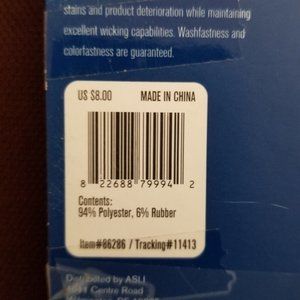 stains and product deterioration while maintaining
excellent wicking capabilities. Washfastness and
colorfastness are guaranteed.
US $8.00 MADE IN CHINA
8 22688 79994 2
Contents:
94% Polyester, 6% Rubber
Item#86286 / Tracking#11413
Distributed by ASLI
Centre Road